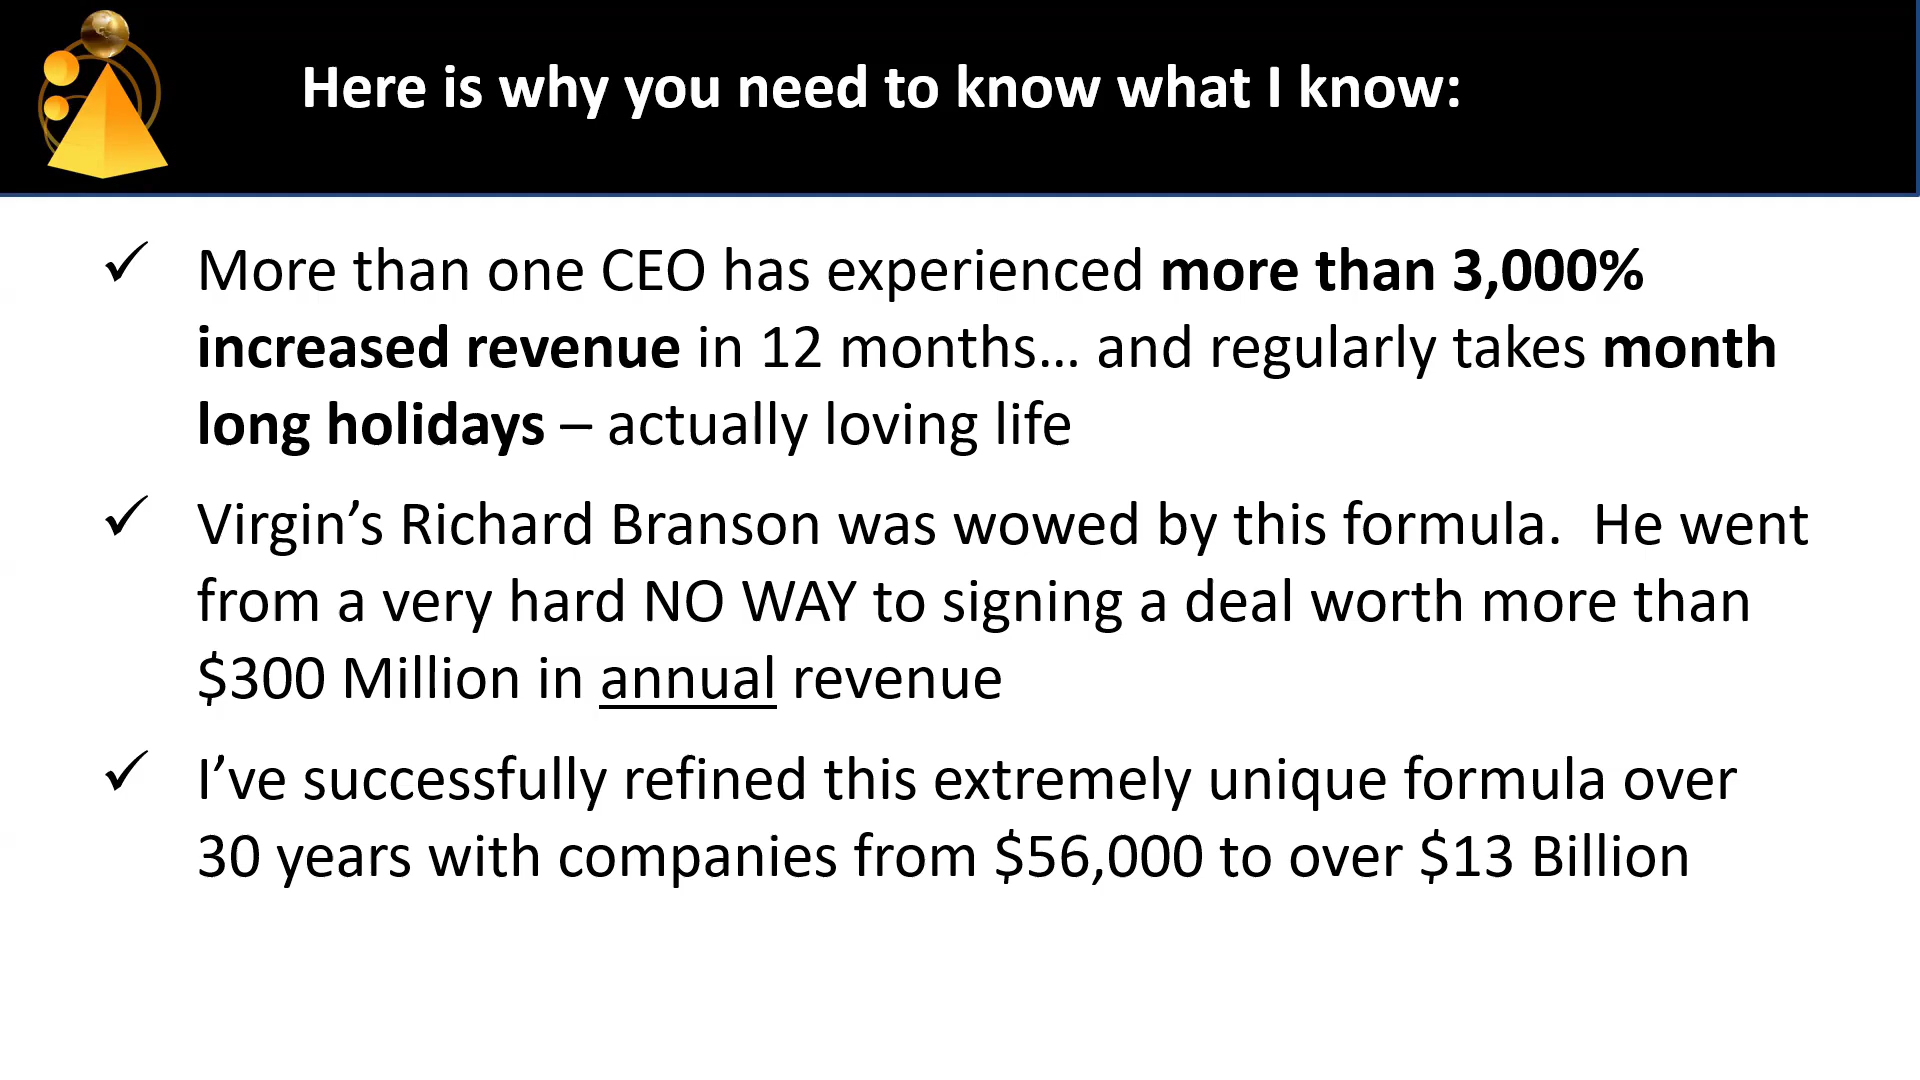 Here is why you need to know what I know:
✓ More than one CEO has experienced more than 3,000%
increased revenue in 12 months… and regularly takes month
long holidays – actually loving life
✓ Virgin’s Richard Branson was wowed by this formula.  He went
from a very hard NO WAY to signing a deal worth more than
$300 Million in annual revenue
✓ I’ve successfully refined this extremely unique formula over
30 years with companies from $56,000 to over $13 Billion